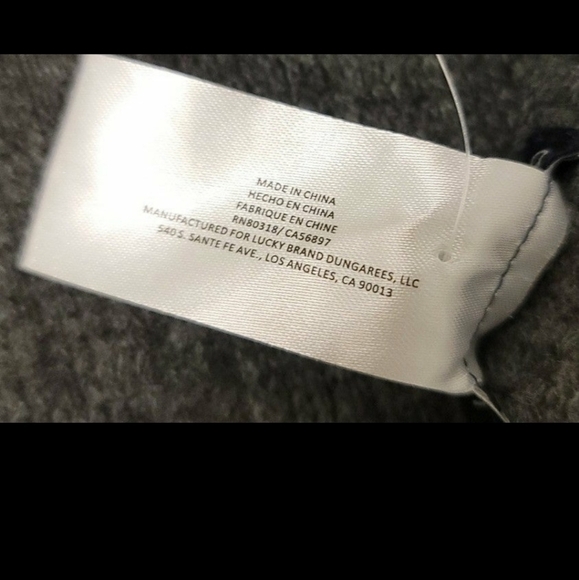 MADE IN CHINA
HECHO EN CHINA
FABRIQUE EN CHINE
RN80318/ CA56897
MANUFACTURED FOR LUCKY BRAND DUNGAREES, LLC
540 S. SANTE FE AVE., LOS ANGELES, CA 90013